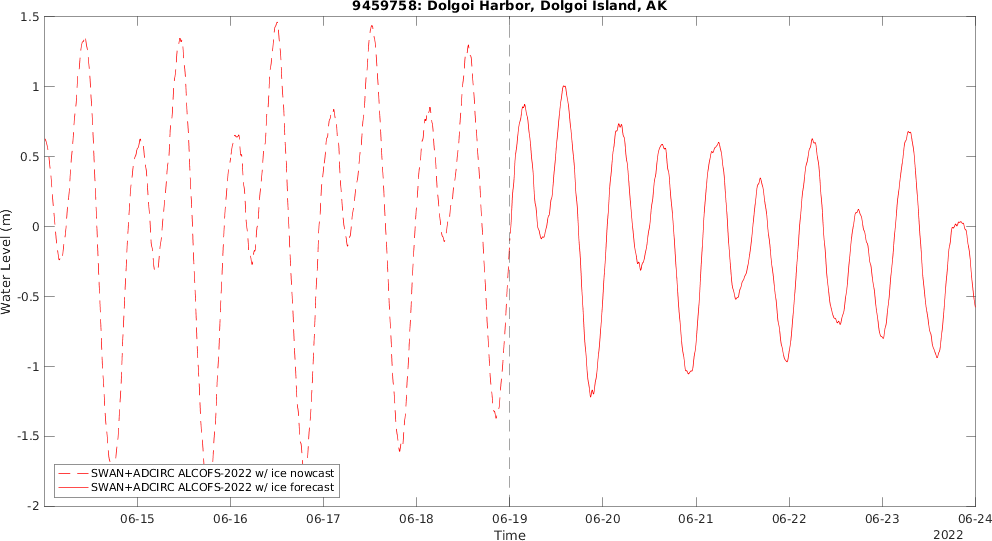 9459758: Dolgoi Harbor, Dolgoi Island, AK
1.5
1
0.5
0
-0.5
-1
-1.5
-2
Water Level (m)
SWAN+ADCIRC ALCOFS-2022 w/ ice nowcast
SWAN+ADCIRC ALCOFS-2022 w/ ice forecast
06-15 06-16 06-17 06-18 06-19 06-20 06-21 06-22 06-23 06-24
Time
2022